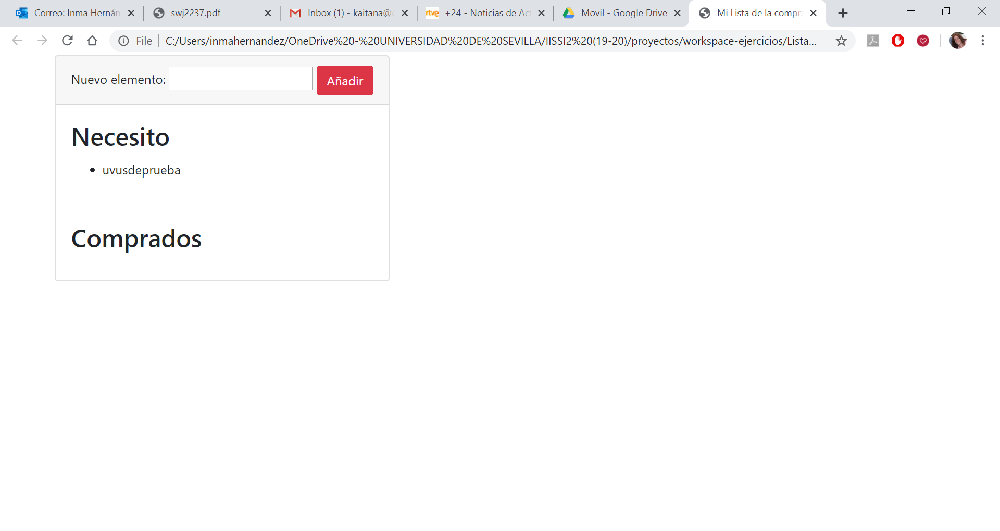 Correo: Inma Hernán
swj2237.pdf
Inbox (1) - kaitana@g
rtve
+24 - Noticias de Act
Movil - Google Drive
Mi Lista de la compra
File
C:/Users/inmahernandez/OneDrive%20-%20UNIVERSIDAD%20DE%20SEVILLA/IISSI2%20(19-20)/proyectos/workspace-ejercicios/Lista...
Nuevo elemento:
Añadir
Necesito
• uvusdeprueba
Comprados